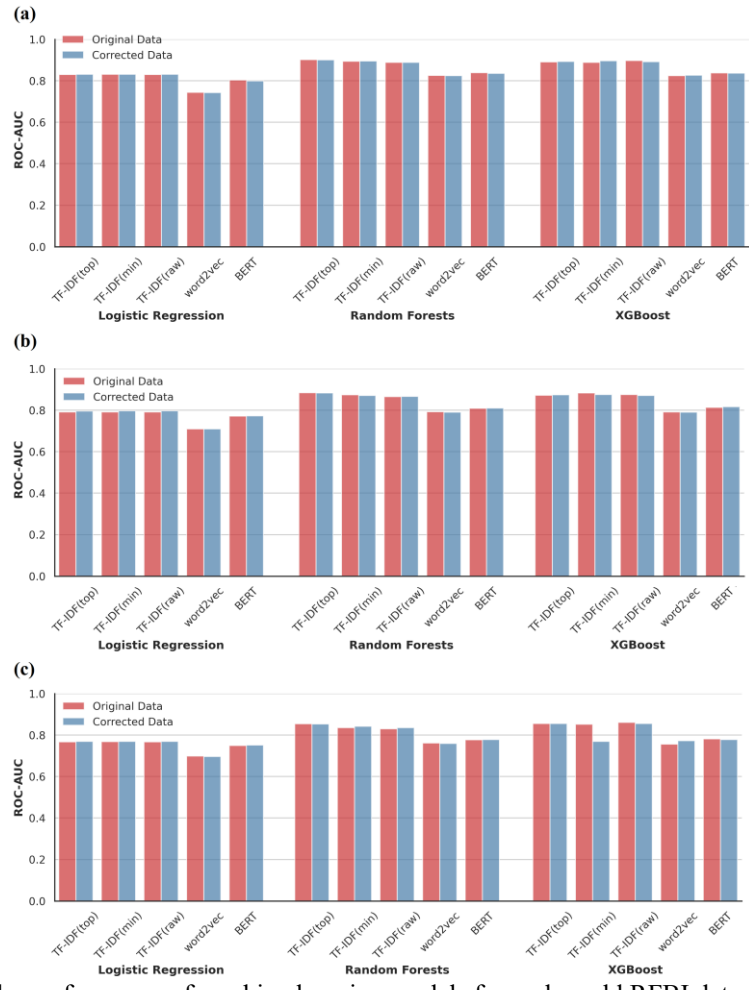 (a)
Original Data
Corrected Data
1.0
0.8
0.6
0.4
0.2
0.0
ROC-AUC
TF-IDF(top)
TF-IDF(min)
TF-IDF(raw)
word2vec
BERT
TF-IDF(top)
TF-IDF(min)
TF-IDF(raw)
word2vec
BERT
TF-IDF(top)
TF-IDF(min)
TF-IDF(raw)
word2vec
BERT
Logistic Regression
Random Forests
XGBoost
(b)
Original Data
Corrected Data
1.0
0.8
0.6
0.4
0.2
0.0
ROC-AUC
TF-IDF(top)
TF-IDF(min)
TF-IDF(raw)
word2vec
BERT
TF-IDF(top)
TF-IDF(min)
TF-IDF(raw)
word2vec
BERT
TF-IDF(top)
TF-IDF(min)
TF-IDF(raw)
word2vec
BERT
Logistic Regression
Random Forests
XGBoost
(c)
Original Data
Corrected Data
1.0
0.8
0.6
0.4
0.2
0.0
ROC-AUC
TF-IDF(top)
TF-IDF(min)
TF-IDF(raw)
word2vec
BERT
TF-IDF(top)
TF-IDF(min)
TF-IDF(raw)
word2vec
BERT
TF-IDF(top)
TF-IDF(min)
TF-IDF(raw)
word2vec
BERT
Logistic Regression
Random Forests
XGBoost